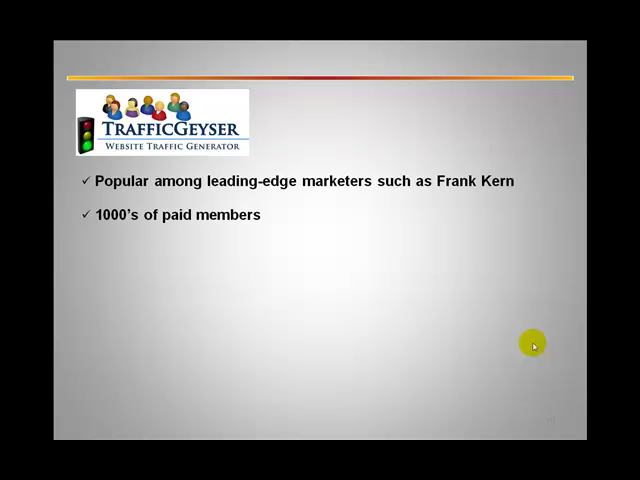 TRAFFICGEYSER
WEBSITE TRAFFIC GENERATOR
✓ Popular among leading-edge marketers such as Frank Kern
✓ 1000’s of paid members